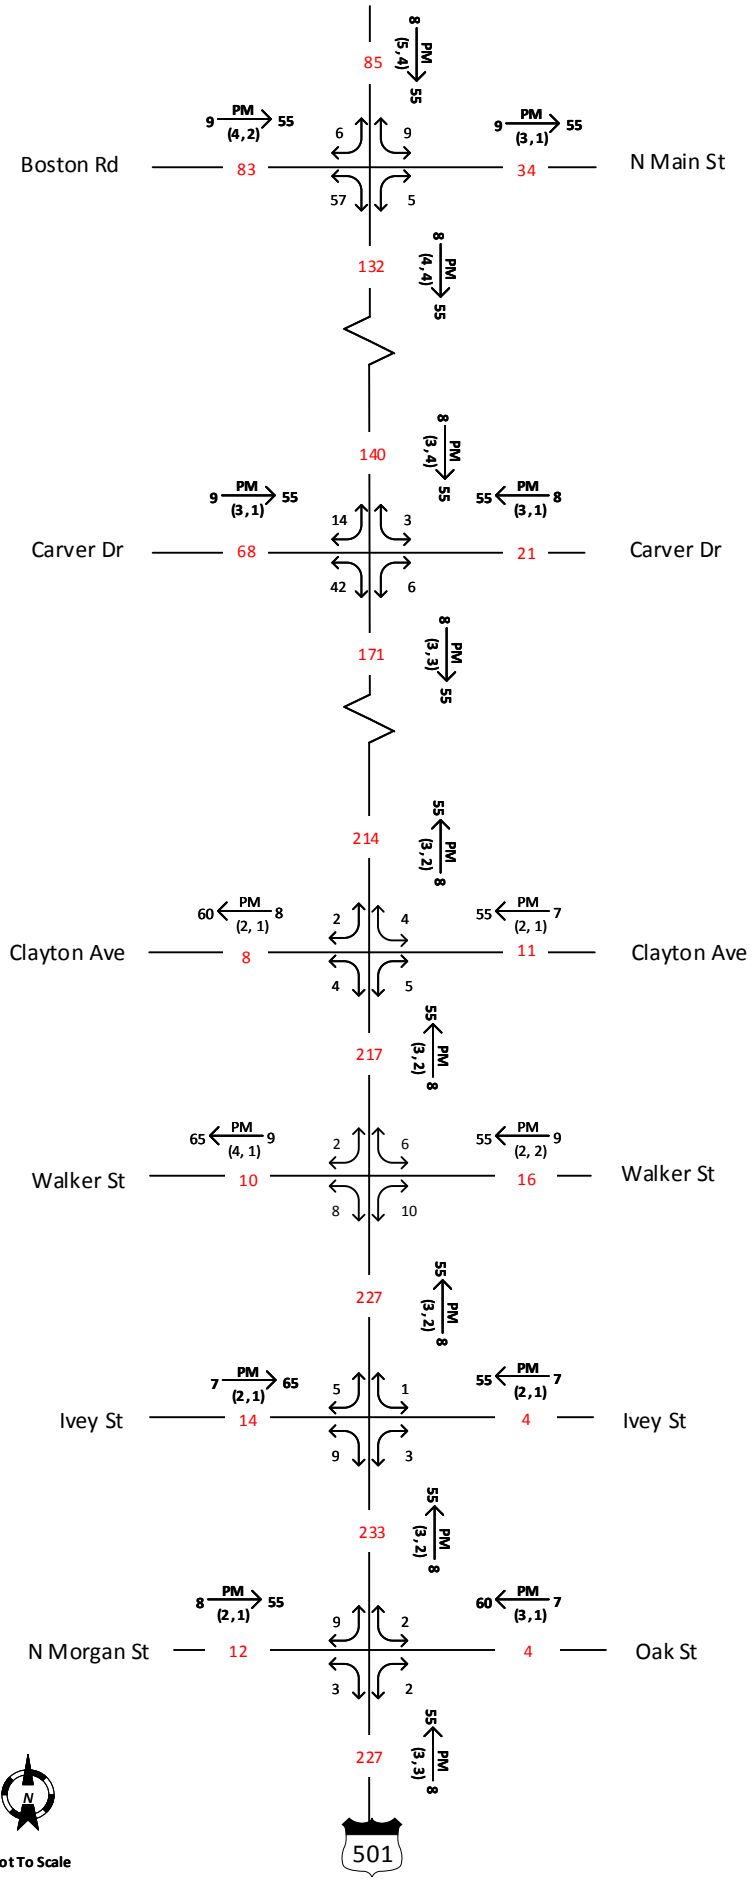 8
PM
(5,4)
55
85
9 PM 55
(4,2)
6
9
9 PM 55
(3,1)
Boston Rd
83
34
N Main St
57
5
132
8
PM
(4,4)
55
140
8
PM
(3,4)
55
9 PM 55
(3,1)
14
3
55 PM 8
(3,1)
Carver Dr
68
21
Carver Dr
42
6
171
8
PM
(3,3)
55
214
55
PM
(3,2)
8
60 PM 8
(2, 1)
2
4
55 PM 7
(2,1)
Clayton Ave
8
11
Clayton Ave
4
5
217
55
PM
(3,2)
8
65 PM 9
(4, 1)
2
6
55 PM 9
(2, 2)
Walker St
10
16
Walker St
8
10
227
55
PM
(3,2)
8
7 PM 65
(2,1)
5
1
55 PM 7
(2,1)
Ivey St
14
4
Ivey St
9
3
233
55
PM
(3,2)
8
8 PM 55
(2,1)
9
2
60 PM 7
(3,1)
N Morgan St
12
4
Oak St
3
2
227
55
PM
(3,3)
8
N
ot To Scale
501